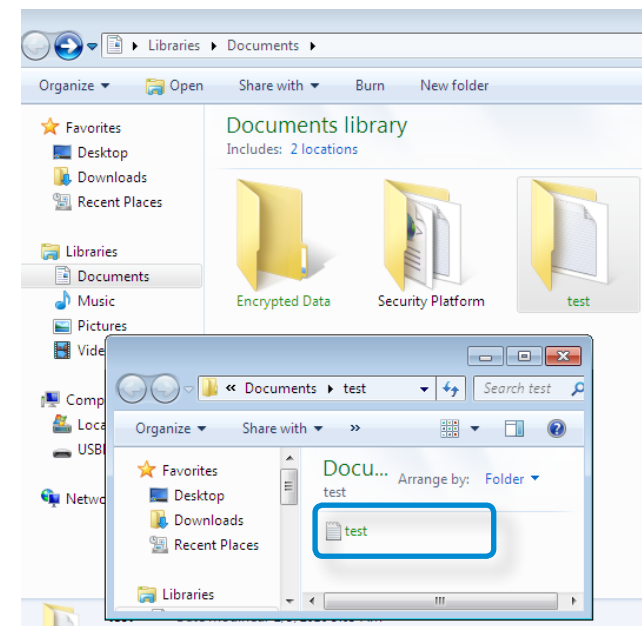 Libraries Documents
Organize Open Share with Burn New folder
Favorites
Desktop
Downloads
Recent Places
Libraries
Documents
Music
Pictures
Documents library
Includes: 2 locations
Encrypted Data Security Platform test
« Documents test Search test
Organize Share with »
Favorites
Desktop
Downloads
Recent Places
Libraries
Docu...
test
Arrange by: Folder
test